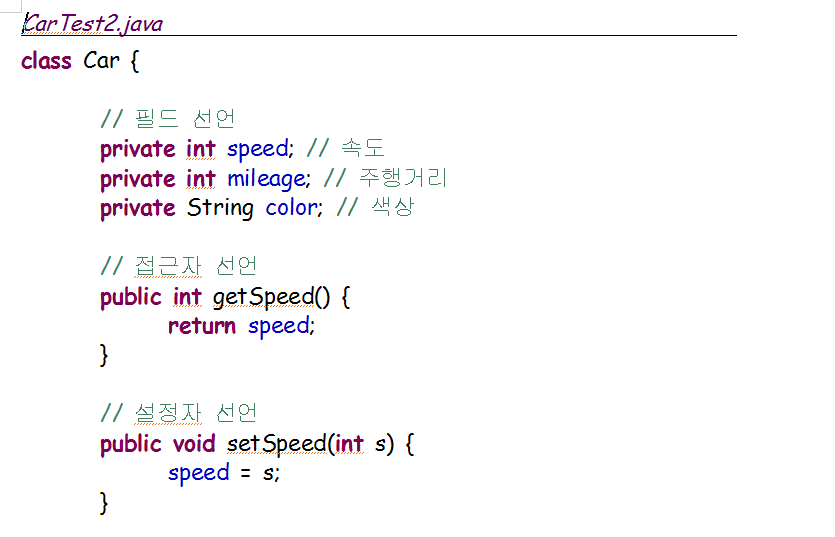 CarTest2.java
class Car {
// 필드 선언
private int speed; // 속도
private int mileage; // 주행거리
private String color; // 색상
// 접근자 선언
public int getSpeed() {
return speed;
}
// 설정자 선언
public void setSpeed(int s) {
speed = s;
}